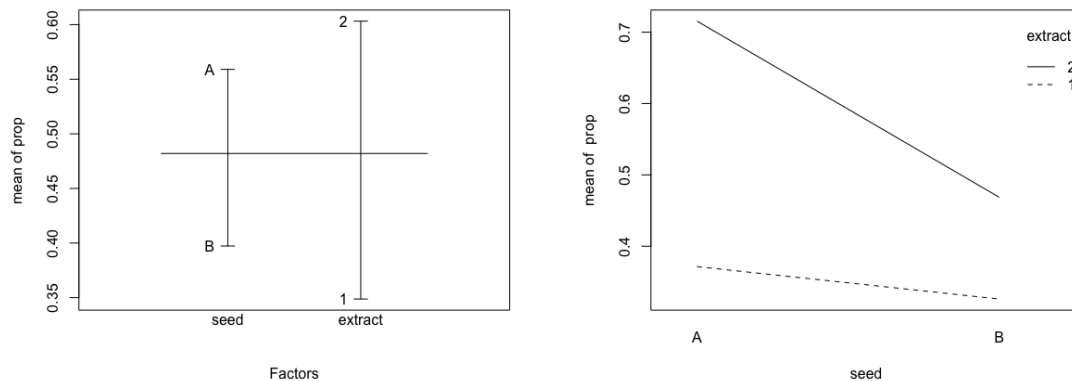 mean of prop
0.60
0.55
0.50
0.45
0.40
0.35
A
B
2
1
seed
extract
Factors
mean of prop
0.7
0.6
0.5
0.4
extract
2
1
A
B
seed